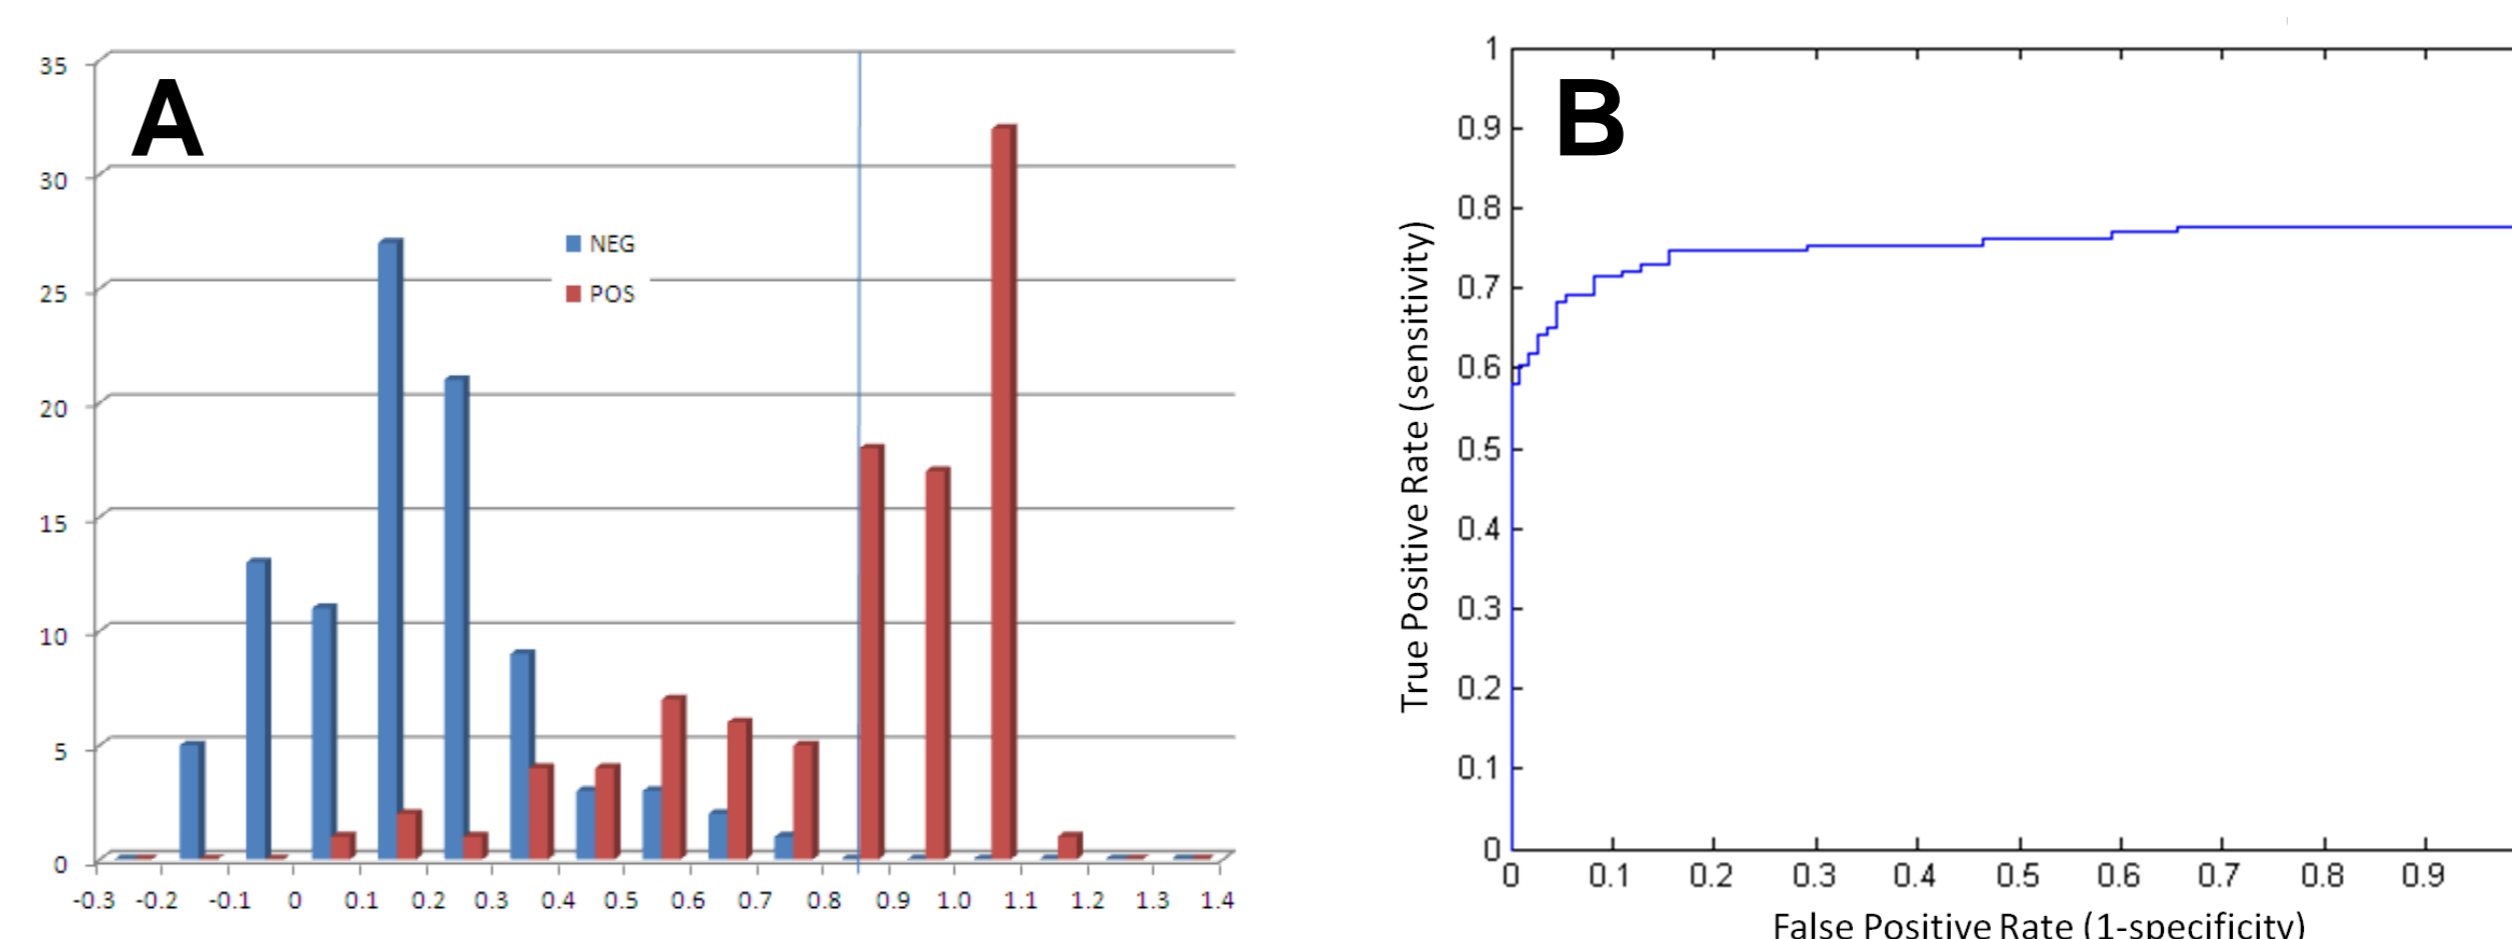 A
35
30
25
20
15
10
5
0
NEG
POS
-0.3 -0.2 -0.1 0 0.1 0.2 0.3 0.4 0.5 0.6 0.7 0.8 0.9 1.0 1.1 1.2 1.3 1.4
B
True Positive Rate (sensitivity)
1
0.9
0.8
0.7
0.6
0.5
0.4
0.3
0.2
0.1
0
0 0.1 0.2 0.3 0.4 0.5 0.6 0.7 0.8 0.9
False Positive Rate (1-specificity)